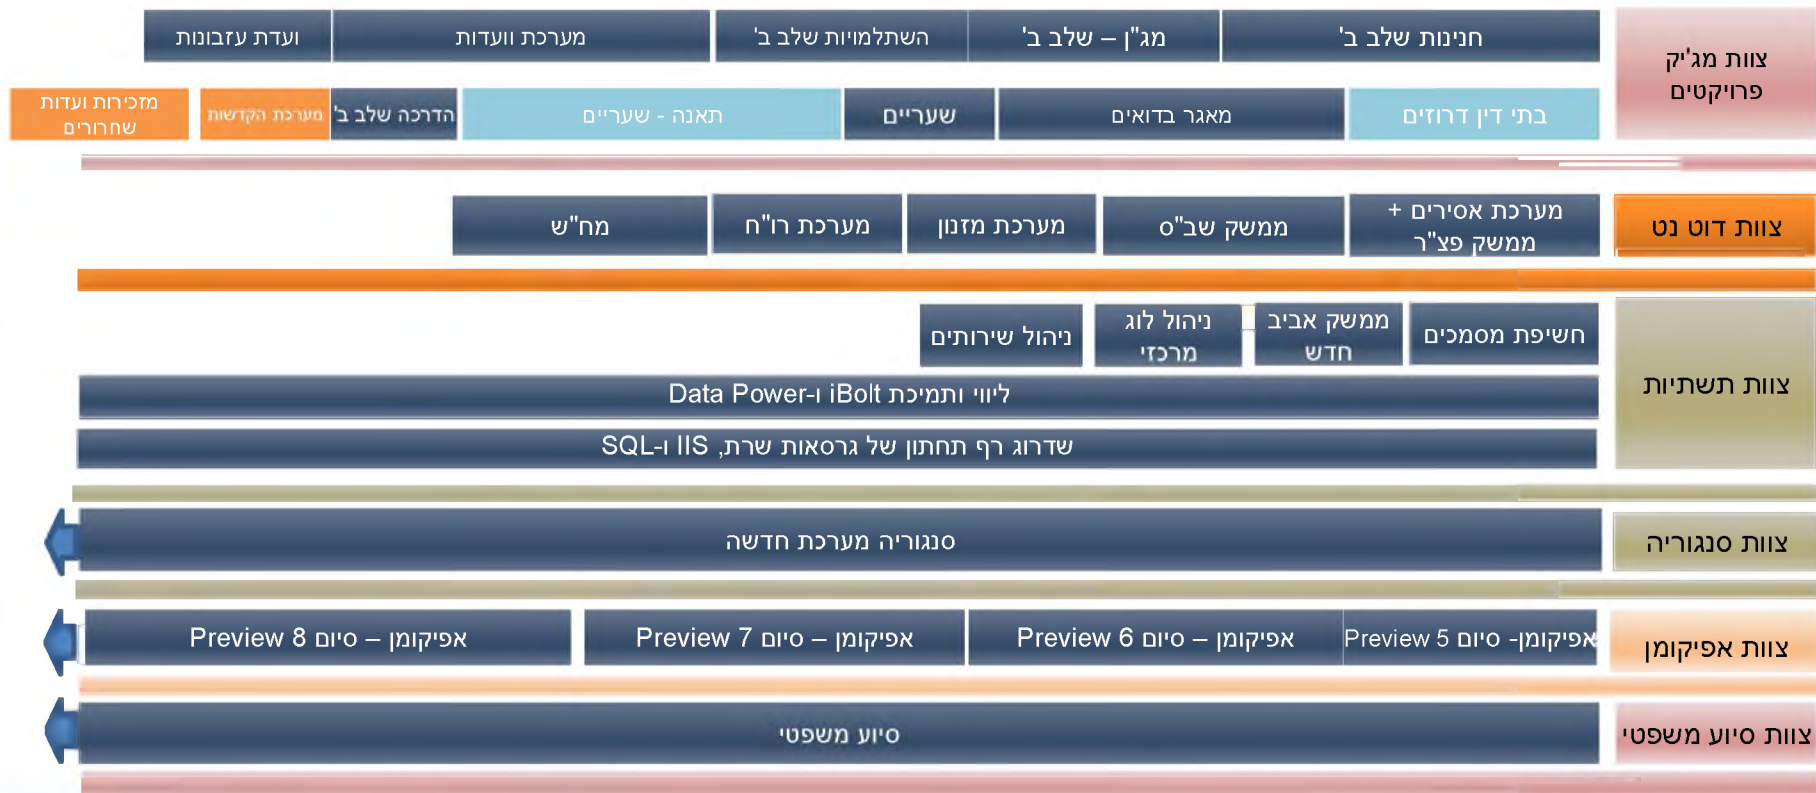 צוות מג'יק
פרויקטים
חנינות שלב ב'
מג"ן – שלב ב'
השתלמויות שלב ב'
מערכת וועדות
ועדת עזבונות
בתי דין דרוזים
מאגר בדואים
שעריים
תאנה - שעריים
הדרכה שלב ב'
מערכת הקדשות
מזכירות ועדות
שחרורים
צוות דוט נט
מערכת אסירים +
ממשק פצ"ר
ממשק שב"ס
מערכת מזנון
מערכת רו"ח
מח"ש
צוות תשתיות
חשיפת מסמכים
ממשק אביב
חדש
ניהול לוג
מרכזי
ניהול שירותים
ליווי ותמיכת iBolt ו-Data Power
שדרוג רף תחתון של גרסאות שרת, IIS ו-SQL
צוות סנגוריה
סנגוריה מערכת חדשה
צוות אפיקומן
אפיקומן- סיום Preview 5
אפיקומן – סיום Preview 6
אפיקומן – סיום Preview 7
אפיקומן – סיום Preview 8
צוות סיוע משפטי
סיוע משפטי